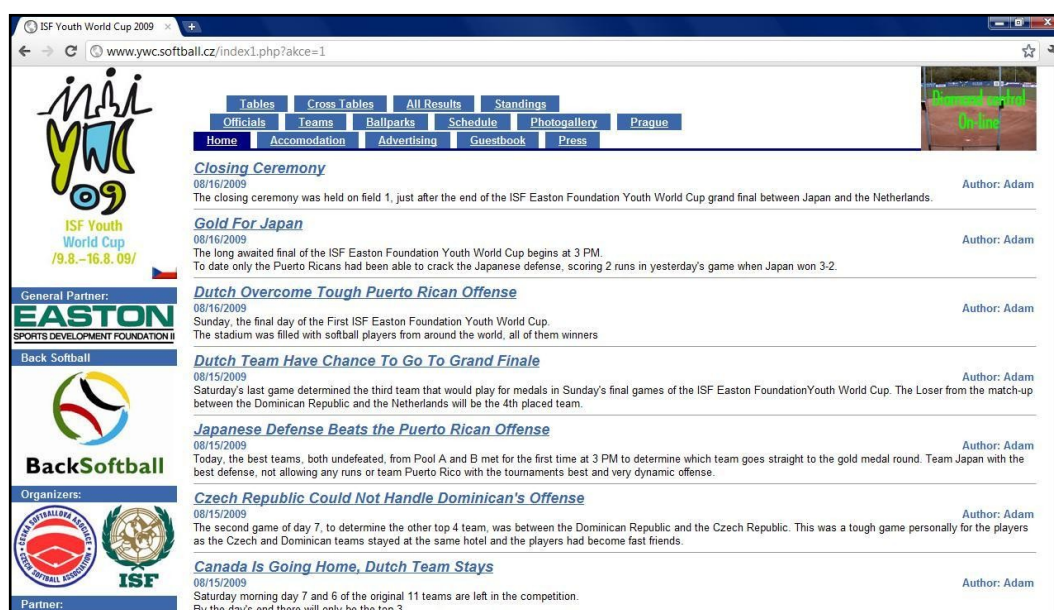 ISF Youth World Cup 2009
www.ywc.softball.cz/index1.php?akce=1
YWC
09
ISF Youth
World Cup
/9.8.–16.8. 09/
Tables Cross Tables All Results Standings
Officials Teams Ballparks Schedule Photogallery Prague
Home Accomodation Advertising Guestbook Press
Diamond control
On-line
General Partner:
EASTON
SPORTS DEVELOPMENT FOUNDATION II
Back Softball
BackSoftball
Organizers:
ČESKÁ SOFTBALLOVÁ ASOCIACE
CZECH SOFTBALL ASSOCIATION
ISF
Partner:
Closing Ceremony
08/16/2009 Author: Adam
The closing ceremony was held on field 1, just after the end of the ISF Easton Foundation Youth World Cup grand final between Japan and the Netherlands.
Gold For Japan
08/16/2009 Author: Adam
The long awaited final of the ISF Easton Foundation Youth World Cup begins at 3 PM.
To date only the Puerto Ricans had been able to crack the Japanese defense, scoring 2 runs in yesterday's game when Japan won 3-2.
Dutch Overcome Tough Puerto Rican Offense
08/16/2009 Author: Adam
Sunday, the final day of the First ISF Easton Foundation Youth World Cup.
The stadium was filled with softball players from around the world, all of them winners
Dutch Team Have Chance To Go To Grand Finale
08/15/2009 Author: Adam
Saturday's last game determined the third team that would play for medals in Sunday's final games of the ISF Easton FoundationYouth World Cup. The Loser from the match-up
between the Dominican Republic and the Netherlands will be the 4th placed team.
Japanese Defense Beats the Puerto Rican Offense
08/15/2009 Author: Adam
Today, the best teams, both undefeated, from Pool A and B met for the first time at 3 PM to determine which team goes straight to the gold medal round. Team Japan with the
best defense, not allowing any runs or team Puerto Rico with the tournaments best and very dynamic offense.
Czech Republic Could Not Handle Dominican's Offense
08/15/2009 Author: Adam
The second game of day 7, to determine the other top 4 team, was between the Dominican Republic and the Czech Republic. This was a tough game personally for the players
as the Czech and Dominican teams stayed at the same hotel and the players had become fast friends.
Canada Is Going Home, Dutch Team Stays
08/15/2009 Author: Adam
Saturday morning day 7 and 6 of the original 11 teams are left in the competition.
By the day's end there will only be the top 3